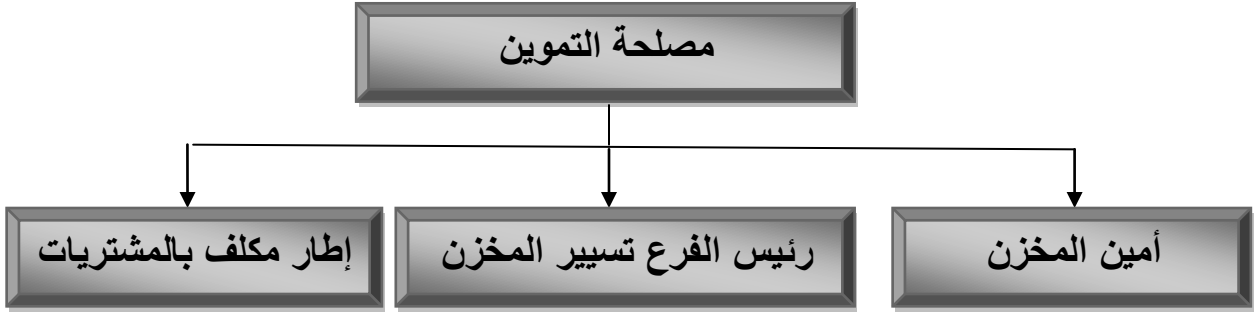 مصلحة التموين
أمين المخزن
رئيس الفرع تسيير المخزن
إطار مكلف بالمشتريات